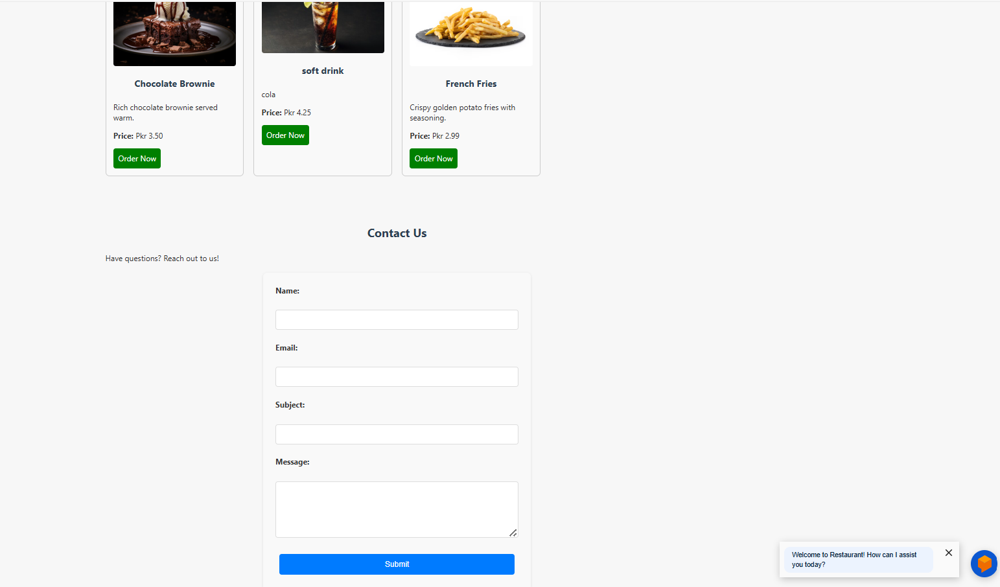 Chocolate Brownie
Rich chocolate brownie served
warm.
Price: Pkr 3.50
Order Now
soft drink
cola
Price: Pkr 4.25
Order Now
French Fries
Crispy golden potato fries with
seasoning.
Price: Pkr 2.99
Order Now
Contact Us
Have questions? Reach out to us!
Name:
Email:
Subject:
Message:
Submit
Welcome to Restaurant! How can I assist
you today?